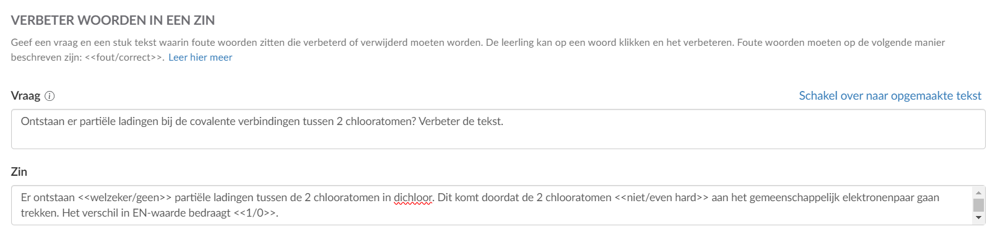 VERBETER WOORDEN IN EEN ZIN
Geef een vraag en een stuk tekst waarin foute woorden zitten die verbeterd of verwijderd moeten worden. De leerling kan op een woord klikken en het verbeteren. Foute woorden moeten op de volgende manier
beschreven zijn: <<fout/correct>>. Leer hier meer
Vraag
Schakel over naar opgemaakte tekst
Ontstaan er partiële ladingen bij de covalente verbindingen tussen 2 chlooratomen? Verbeter de tekst.
Zin
Er ontstaan <<welzeker/geen>> partiële ladingen tussen de 2 chlooratomen in dichloor. Dit komt doordat de 2 chlooratomen <<niet/even hard>> aan het gemeenschappelijk elektronenpaar gaan
trekken. Het verschil in EN-waarde bedraagt <<1/0>>.